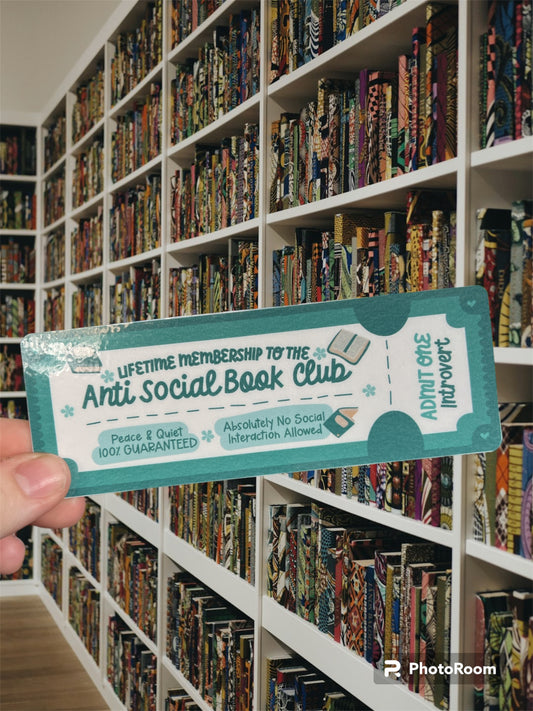 LIFETIME MEMBERSHIP TO THE
Anti Social Book Club
Peace & Quiet
100% GUARANTEED
Absolutely No Social
Interaction Allowed
ADMIT ONE
Introvert
PhotoRoom